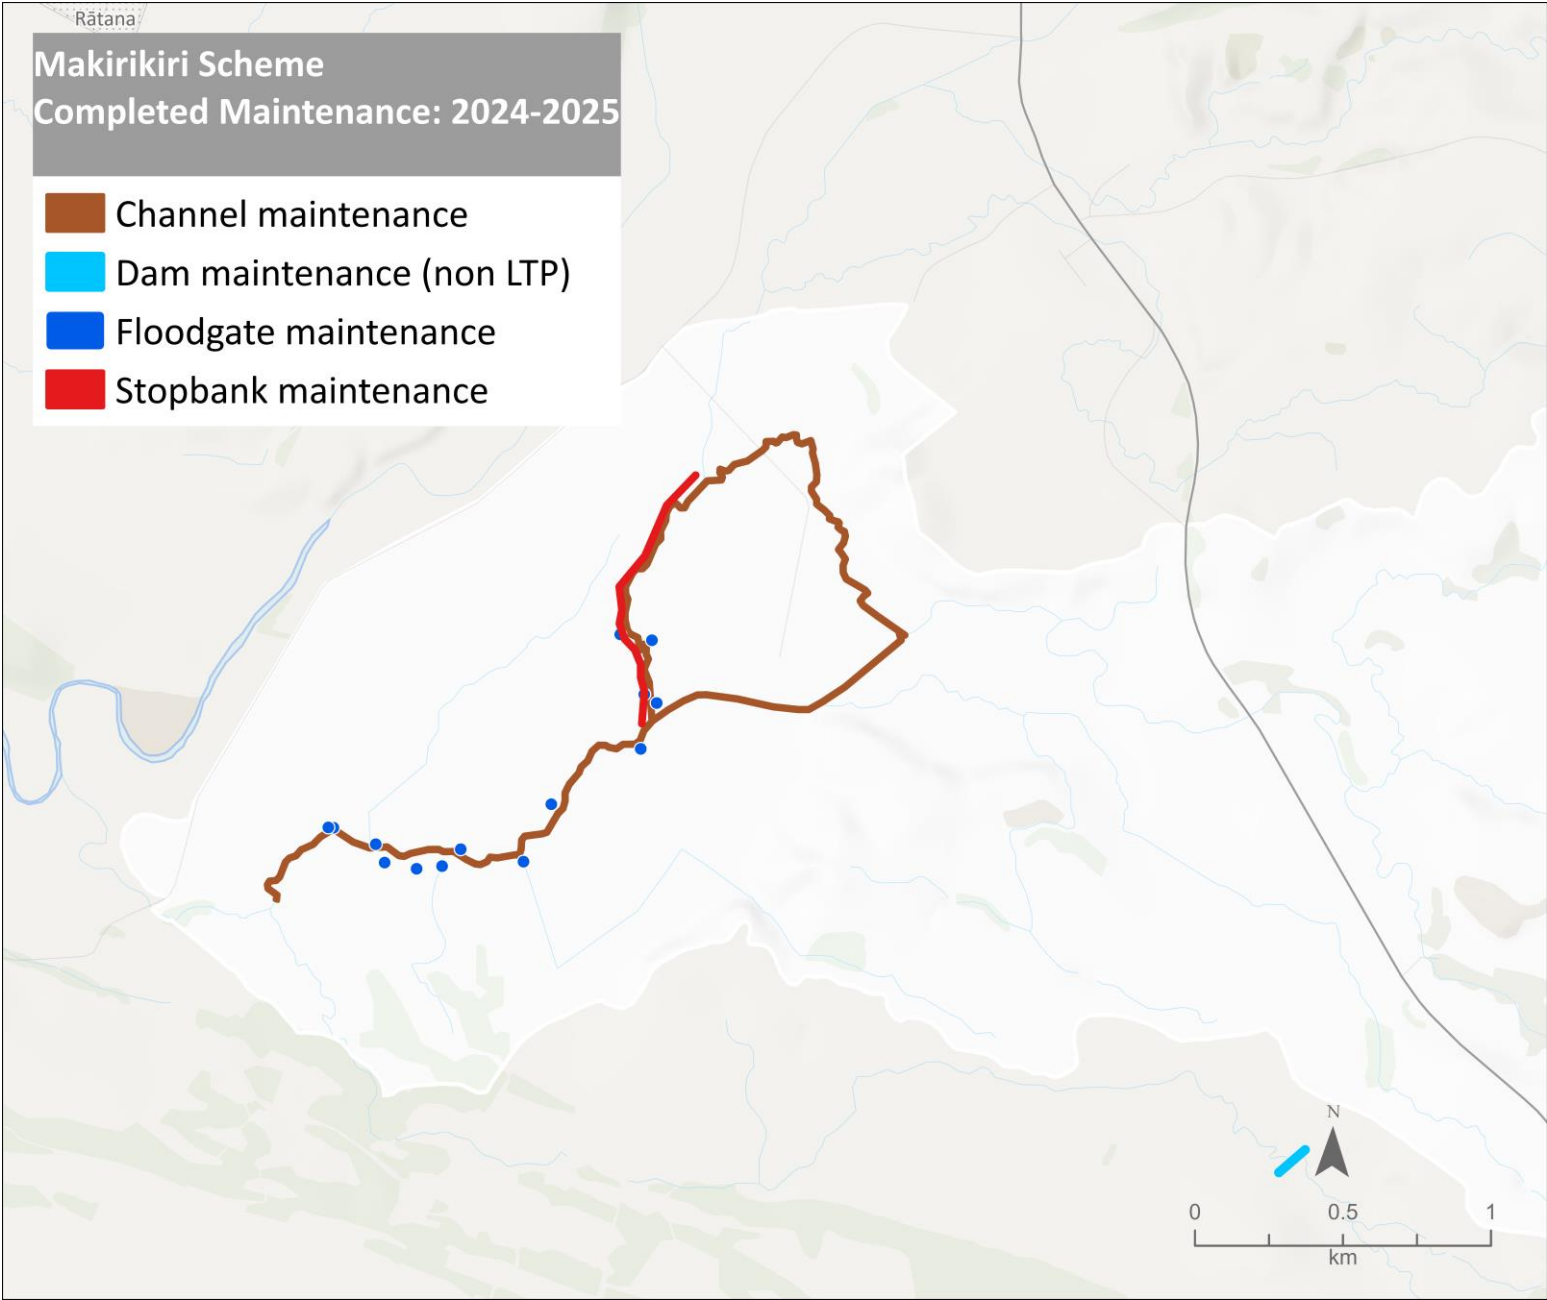 Rātana
Makirikiri Scheme
Completed Maintenance: 2024-2025
Channel maintenance
Dam maintenance (non LTP)
Floodgate maintenance
Stopbank maintenance
N
0 0.5 1
km